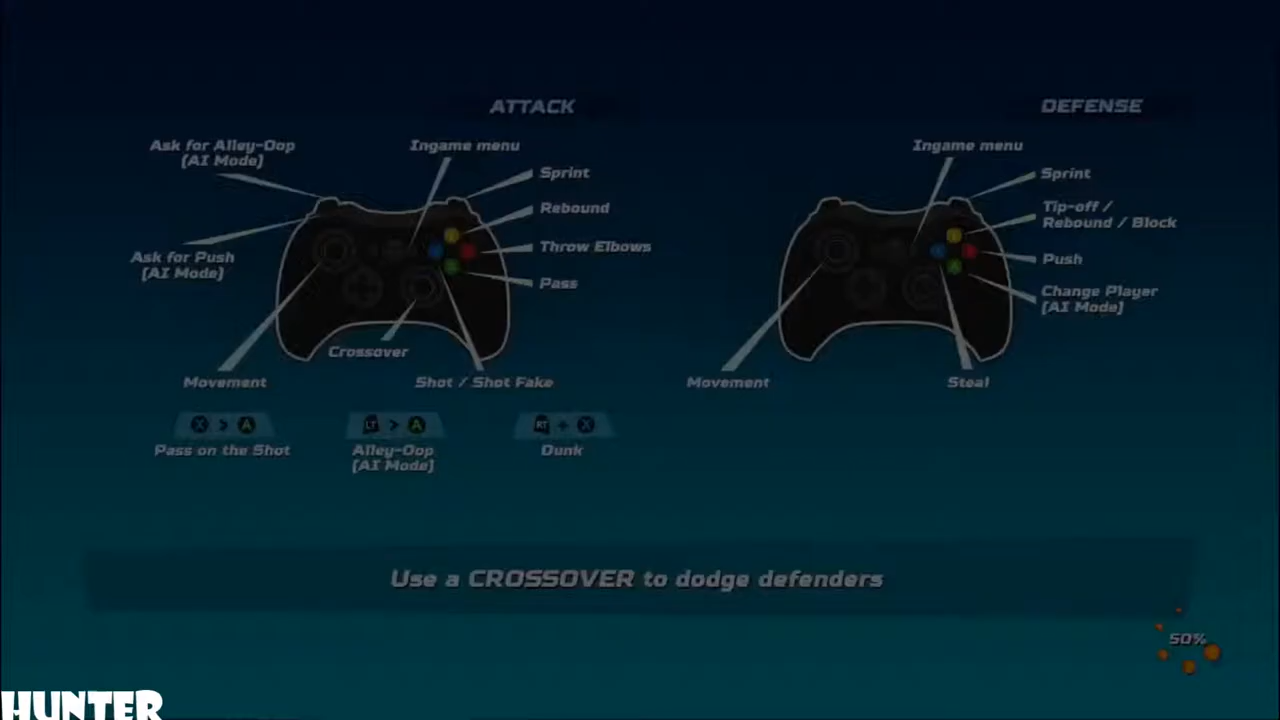 ATTACK
Ask for Alley-Oop
(AI Mode)
Ingame menu
Sprint
Rebound
Throw Elbows
Ask for Push
(AI Mode)
Pass
Crossover
Movement
Shot / Shot Fake
X > A
Pass on the Shot
LT > A
Alley-Oop
(AI Mode)
RT + X
Dunk
DEFENSE
Ingame menu
Sprint
Tip-off /
Rebound / Block
Push
Change Player
(AI Mode)
Movement
Steal
Use a CROSSOVER to dodge defenders
50%
HUNTER